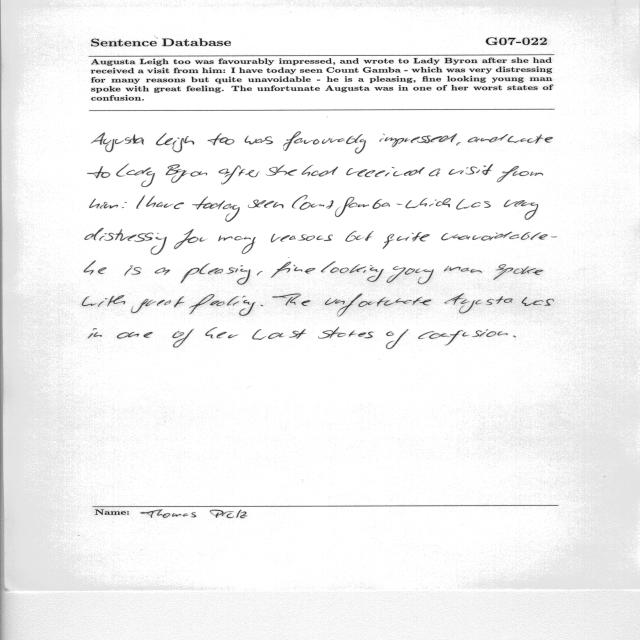 Sentence Database G07-022
Augusta Leigh too was favourably impressed, and wrote to Lady Byron after she had
received a visit from him: I have today seen Count Gamba - which was very distressing
for many reasons but quite unavoidable - he is a pleasing, fine looking young man
spoke with great feeling. The unfortunate Augusta was in one of her worst states of
confusion.
Augusta Leigh too was favourably impressed, and wrote
to Lady Byron after she had received a visit from
him: I have today seen Count Gamba - which was very
distressing for many reasons but quite unavoidable -
he is a pleasing, fine looking young man spoke
with great feeling. The unfortunate Augusta was
in one of her worst states of confusion.
Name: Thomas